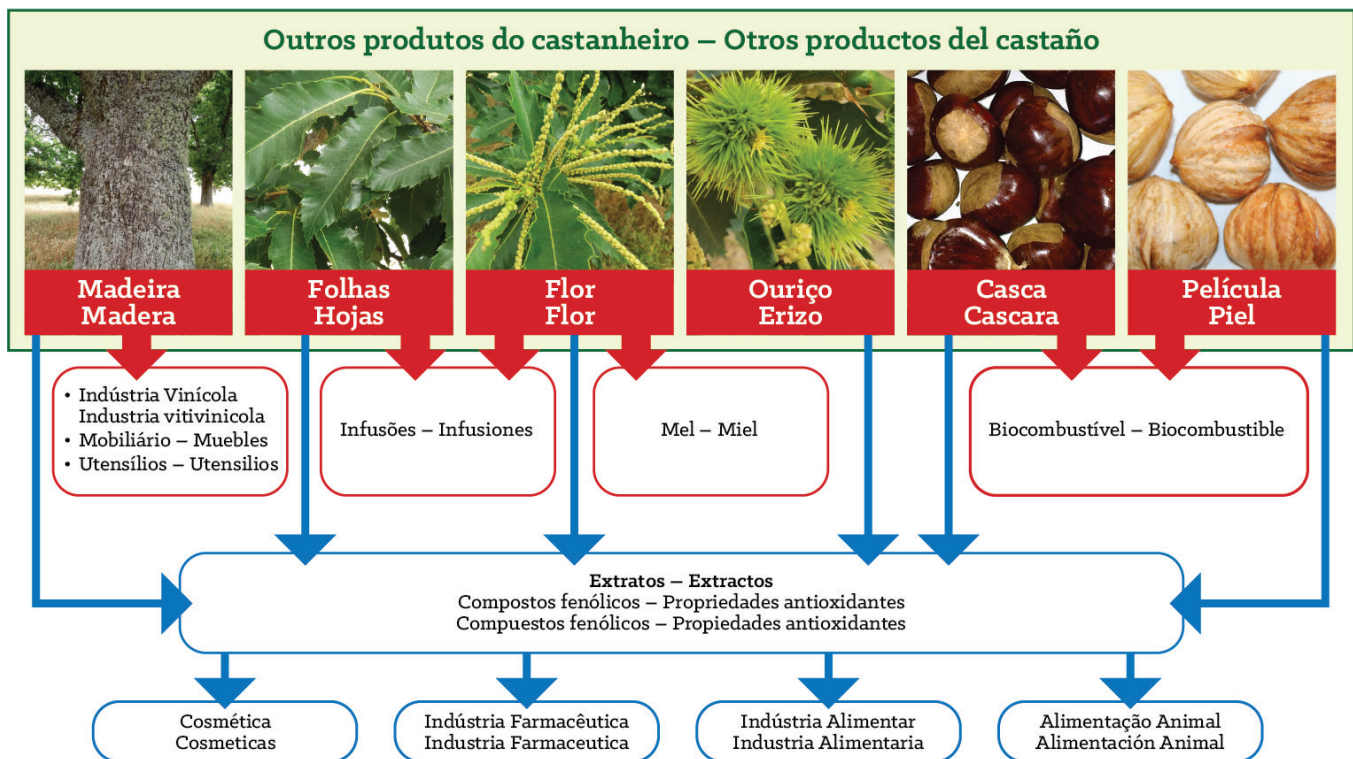 Outros produtos do castanheiro – Otros productos del castaño
Madeira
Madera
Folhas
Hojas
Flor
Flor
Ouriço
Erizo
Casca
Cascara
Película
Piel
• Indústria Vinícola
Industria vitivinicola
• Mobiliário – Muebles
• Utensílios – Utensilios
Infusões – Infusiones
Mel – Miel
Biocombustível – Biocombustible
Extratos – Extractos
Compostos fenólicos – Propriedades antioxidantes
Compuestos fenólicos – Propiedades antioxidantes
Cosmética
Cosmeticas
Indústria Farmacêutica
Industria Farmaceutica
Indústria Alimentar
Industria Alimentaria
Alimentação Animal
Alimentación Animal